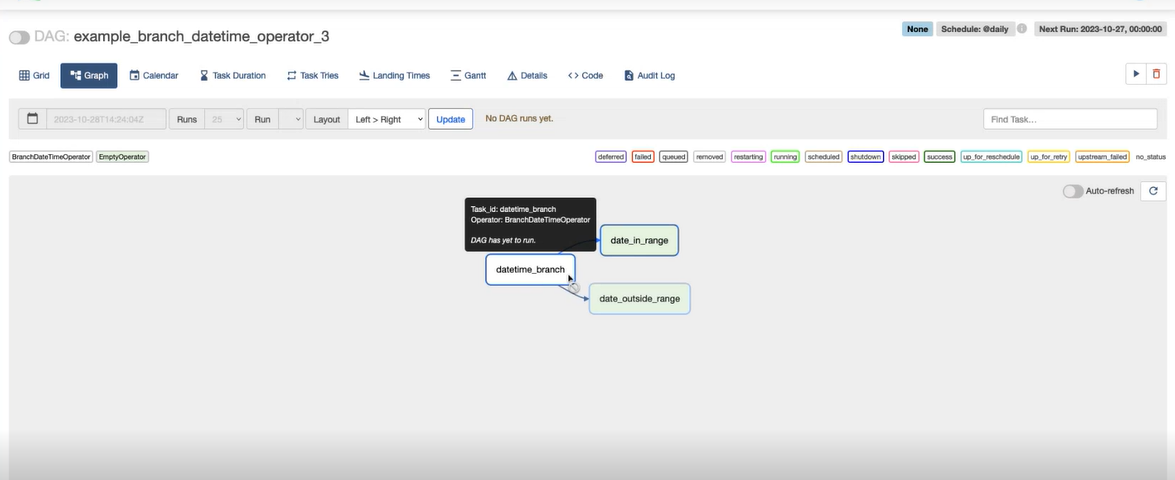 DAG: example_branch_datetime_operator_3
None
Schedule: @daily
Next Run: 2023-10-27, 00:00:00
Grid
Graph
Calendar
Task Duration
Task Tries
Landing Times
Gantt
Details
<> Code
Audit Log
2023-10-28T14:24:04Z
Runs
25
Run
Layout
Left > Right
Update
No DAG runs yet.
Find Task...
BranchDateTimeOperator
EmptyOperator
deferred
failed
queued
removed
restarting
running
scheduled
shutdown
skipped
success
up_for_reschedule
up_for_retry
upstream_failed
no_status
Auto-refresh
Task_id: datetime_branch
Operator: BranchDateTimeOperator
DAG has yet to run.
date_in_range
datetime_branch
date_outside_range